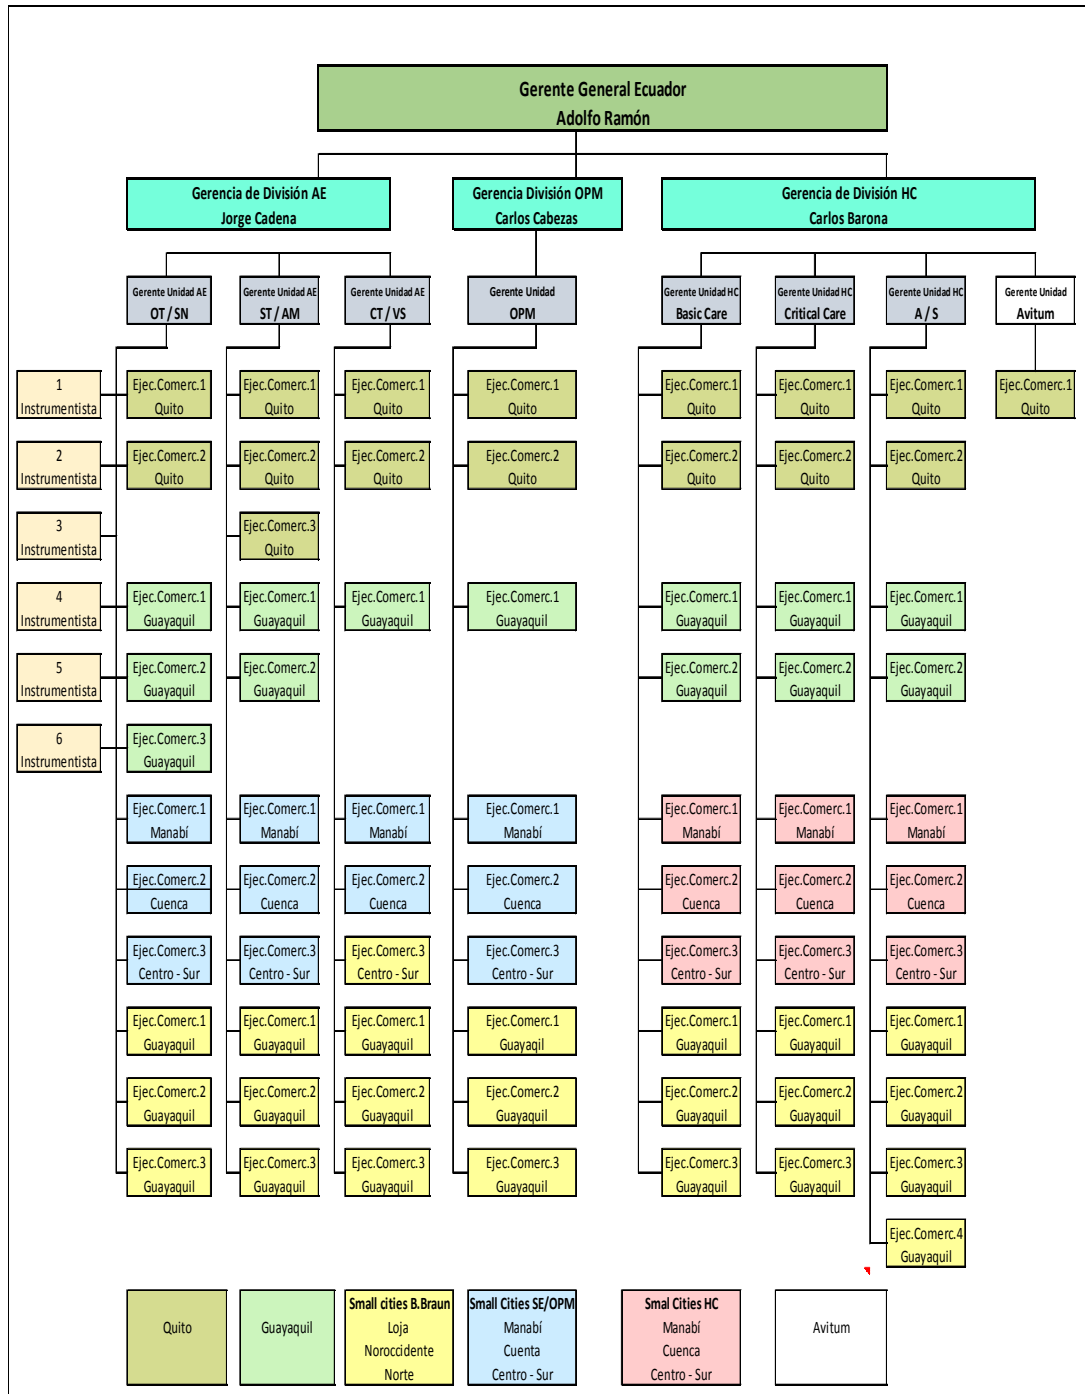 Gerente General Ecuador
Adolfo Ramón
Gerencia de División AE
Jorge Cadena
Gerencia División OPM
Carlos Cabezas
Gerencia de División HC
Carlos Barona
Gerente Unidad AE
OT / SN
Gerente Unidad AE
ST / AM
Gerente Unidad AE
CT / VS
Gerente Unidad
OPM
Gerente Unidad HC
Basic Care
Gerente Unidad HC
Critical Care
Gerente Unidad HC
A / S
Gerente Unidad
Avitum
1
Instrumentista
Ejec.Comerc.1
Quito
Ejec.Comerc.1
Quito
Ejec.Comerc.1
Quito
Ejec.Comerc.1
Quito
Ejec.Comerc.1
Quito
Ejec.Comerc.1
Quito
Ejec.Comerc.1
Quito
Ejec.Comerc.1
Quito
2
Instrumentista
Ejec.Comerc.2
Quito
Ejec.Comerc.2
Quito
Ejec.Comerc.2
Quito
Ejec.Comerc.2
Quito
Ejec.Comerc.2
Quito
Ejec.Comerc.2
Quito
Ejec.Comerc.2
Quito
3
Instrumentista
Ejec.Comerc.3
Quito
4
Instrumentista
Ejec.Comerc.1
Guayaquil
Ejec.Comerc.1
Guayaquil
Ejec.Comerc.1
Guayaquil
Ejec.Comerc.1
Guayaquil
Ejec.Comerc.1
Guayaquil
Ejec.Comerc.1
Guayaquil
Ejec.Comerc.1
Guayaquil
5
Instrumentista
Ejec.Comerc.2
Guayaquil
Ejec.Comerc.2
Guayaquil
Ejec.Comerc.2
Guayaquil
Ejec.Comerc.2
Guayaquil
Ejec.Comerc.2
Guayaquil
6
Instrumentista
Ejec.Comerc.3
Guayaquil
Ejec.Comerc.1
Manabí
Ejec.Comerc.1
Manabí
Ejec.Comerc.1
Manabí
Ejec.Comerc.1
Manabí
Ejec.Comerc.1
Manabí
Ejec.Comerc.1
Manabí
Ejec.Comerc.1
Manabí
Ejec.Comerc.2
Cuenca
Ejec.Comerc.2
Cuenca
Ejec.Comerc.2
Cuenca
Ejec.Comerc.2
Cuenca
Ejec.Comerc.2
Cuenca
Ejec.Comerc.2
Cuenca
Ejec.Comerc.2
Cuenca
Ejec.Comerc.3
Centro - Sur
Ejec.Comerc.3
Centro - Sur
Ejec.Comerc.3
Centro - Sur
Ejec.Comerc.3
Centro - Sur
Ejec.Comerc.3
Centro - Sur
Ejec.Comerc.3
Centro - Sur
Ejec.Comerc.3
Centro - Sur
Ejec.Comerc.1
Guayaquil
Ejec.Comerc.1
Guayaquil
Ejec.Comerc.1
Guayaquil
Ejec.Comerc.1
Guayaqil
Ejec.Comerc.1
Guayaquil
Ejec.Comerc.1
Guayaquil
Ejec.Comerc.1
Guayaquil
Ejec.Comerc.2
Guayaquil
Ejec.Comerc.2
Guayaquil
Ejec.Comerc.2
Guayaquil
Ejec.Comerc.2
Guayaquil
Ejec.Comerc.2
Guayaquil
Ejec.Comerc.2
Guayaquil
Ejec.Comerc.2
Guayaquil
Ejec.Comerc.3
Guayaquil
Ejec.Comerc.3
Guayaquil
Ejec.Comerc.3
Guayaquil
Ejec.Comerc.3
Guayaquil
Ejec.Comerc.3
Guayaquil
Ejec.Comerc.3
Guayaquil
Ejec.Comerc.3
Guayaquil
Ejec.Comerc.4
Guayaquil
Quito
Guayaquil
Small cities B.Braun
Loja
Noroccidente
Norte
Small Cities SE/OPM
Manabí
Cuenta
Centro - Sur
Smal Cities HC
Manabí
Cuenca
Centro - Sur
Avitum